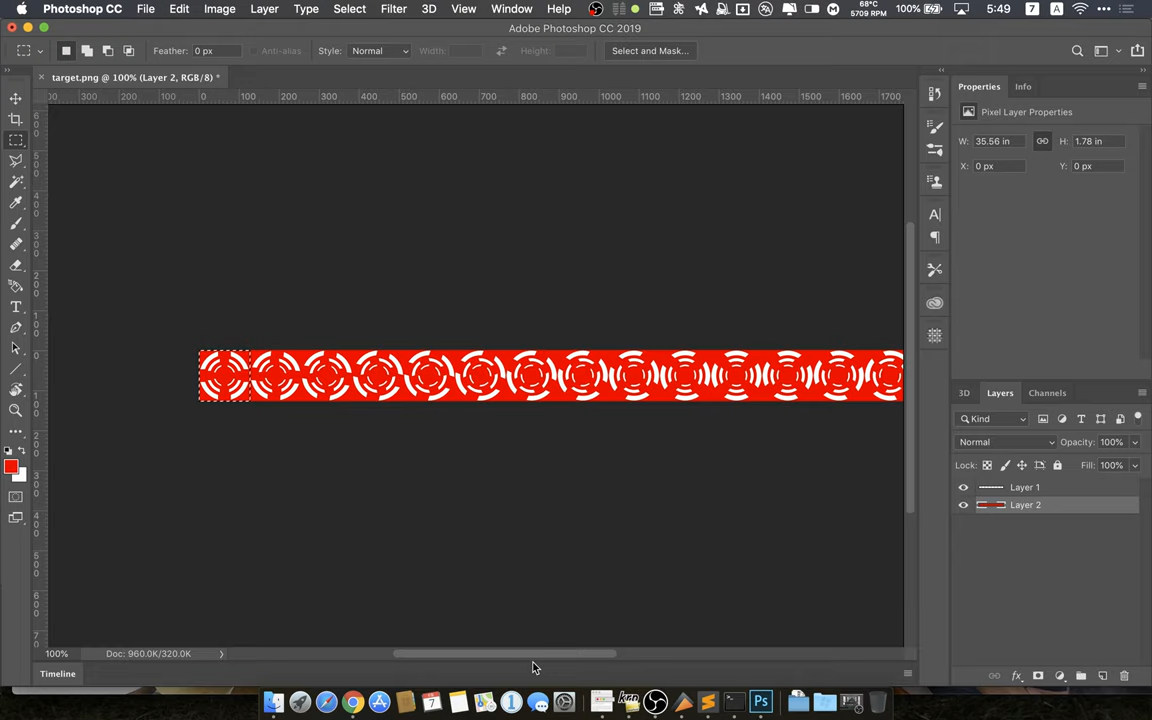 Photoshop CC File Edit Image Layer Type Select Filter 3D View Window Help 68°C 5709 RPM 100% 5:49 7 A
Adobe Photoshop CC 2019
Feather: 0 px Anti-alias Style: Normal Width: Height: Select and Mask...
target.png @ 100% (Layer 2, RGB/8) *
300 200 100 0 100 200 300 400 500 600 700 800 900 1000 1100 1200 1300 1400 1500 1600 1700
Properties Info
Pixel Layer Properties
W: 35.56 in H: 1.78 in
X: 0 px Y: 0 px
3D Layers Channels
Kind
Normal Opacity: 100%
Lock: Fill: 100%
Layer 1
Layer 2
100% Doc: 960.0K/320.0K
Timeline